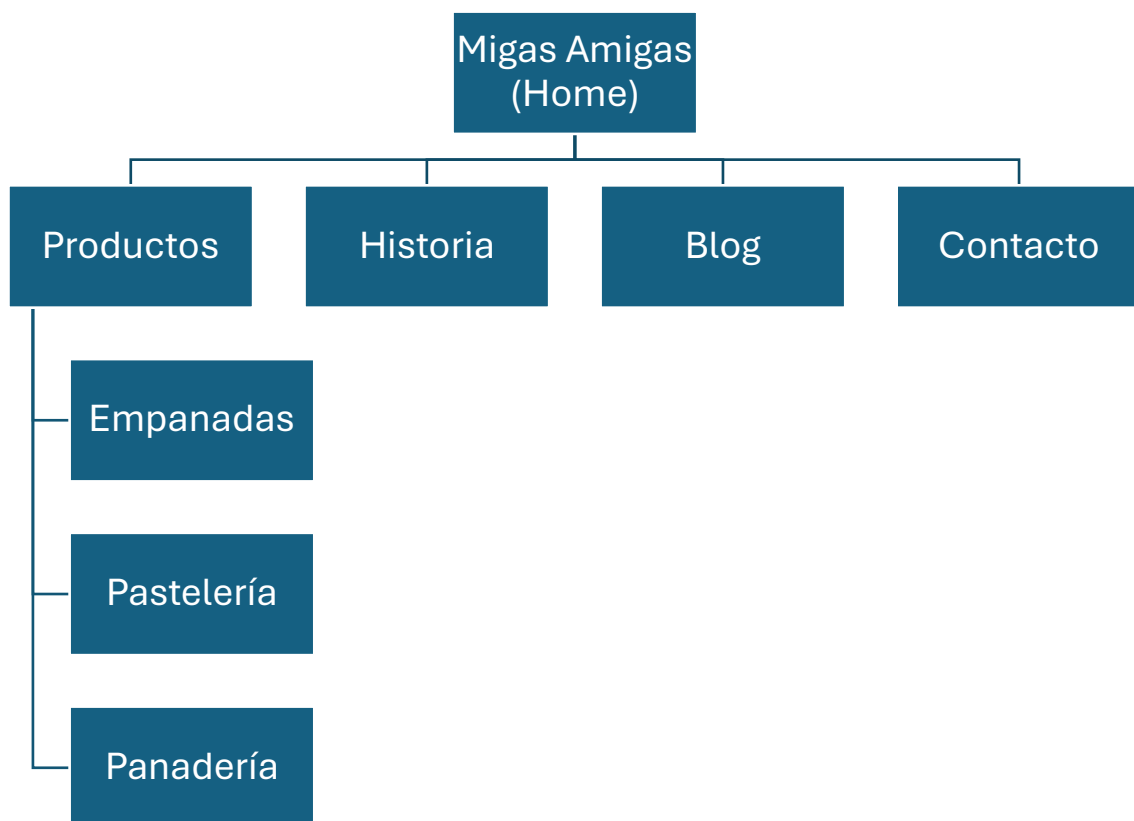 Migas Amigas
(Home)
Productos
Historia
Blog
Contacto
Empanadas
Pastelería
Panadería